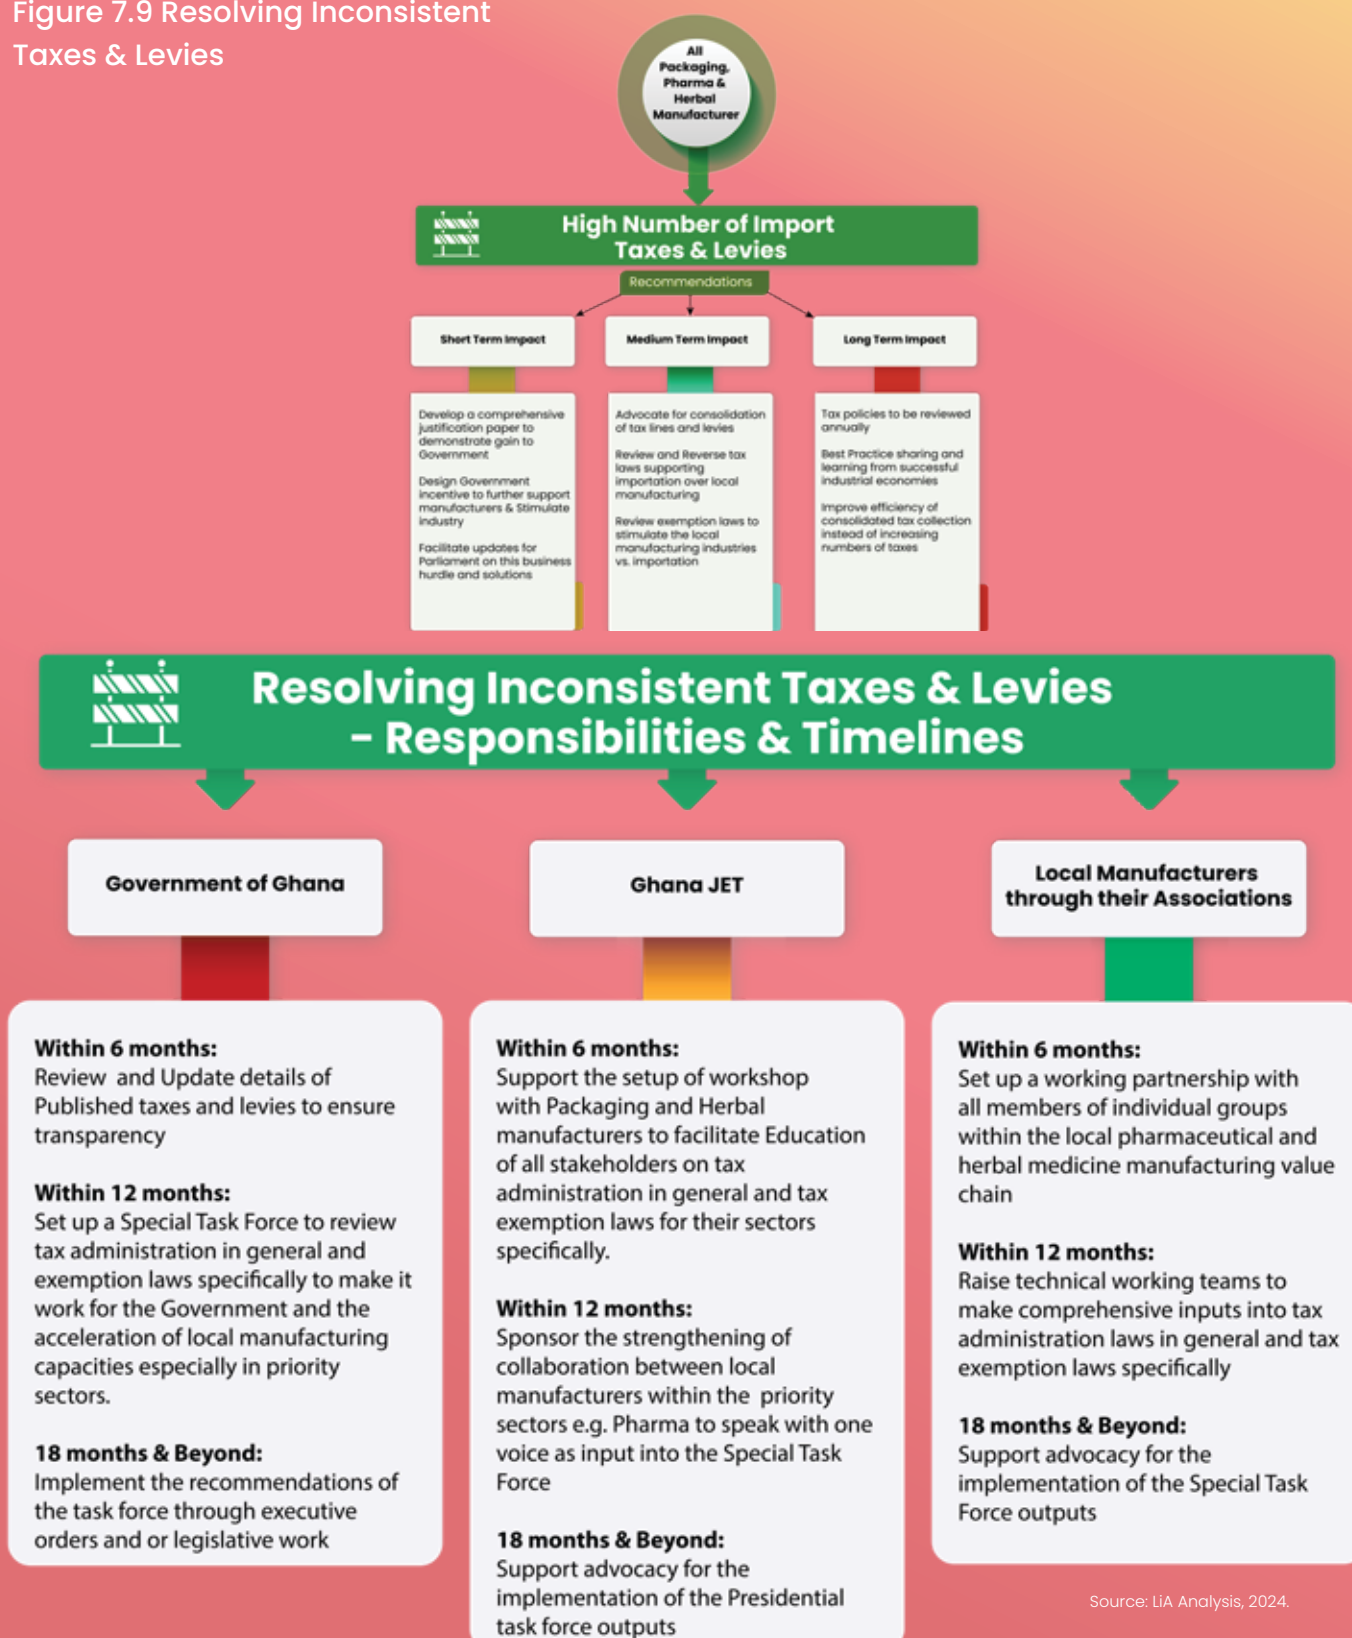 Figure 7.9 Resolving Inconsistent
Taxes & Levies
All
Packaging,
Pharma &
Herbal
Manufacturer
High Number of Import
Taxes & Levies
Recommendations
Short Term Impact
Develop a comprehensive
justification paper to
demonstrate gain to
Government
Design Government
incentive to further support
manufacturers & Stimulate
industry
Facilitate updates for
Parliament on this business
hurdle and solutions
Medium Term Impact
Advocate for consolidation
of tax lines and levies
Review and Reverse tax
laws supporting
importation over local
manufacturing
Review exemption laws to
stimulate the local
manufacturing industries
vs. importation
Long Term Impact
Tax policies to be reviewed
annually
Best Practice sharing and
learning from successful
industrial economies
Improve efficiency of
consolidated tax collection
instead of increasing
numbers of taxes
Resolving Inconsistent Taxes & Levies
- Responsibilities & Timelines
Government of Ghana
Within 6 months:
Review and Update details of
Published taxes and levies to ensure
transparency
Within 12 months:
Set up a Special Task Force to review
tax administration in general and
exemption laws specifically to make it
work for the Government and the
acceleration of local manufacturing
capacities especially in priority
sectors.
18 months & Beyond:
Implement the recommendations of
the task force through executive
orders and or legislative work
Ghana JET
Within 6 months:
Support the setup of workshop
with Packaging and Herbal
manufacturers to facilitate Education
of all stakeholders on tax
administration in general and tax
exemption laws for their sectors
specifically.
Within 12 months:
Sponsor the strengthening of
collaboration between local
manufacturers within the priority
sectors e.g. Pharma to speak with one
voice as input into the Special Task
Force
18 months & Beyond:
Support advocacy for the
implementation of the Presidential
task force outputs
Local Manufacturers
through their Associations
Within 6 months:
Set up a working partnership with
all members of individual groups
within the local pharmaceutical and
herbal medicine manufacturing value
chain
Within 12 months:
Raise technical working teams to
make comprehensive inputs into tax
administration laws in general and tax
exemption laws specifically
18 months & Beyond:
Support advocacy for the
implementation of the Special Task
Force outputs
Source: LiA Analysis, 2024.